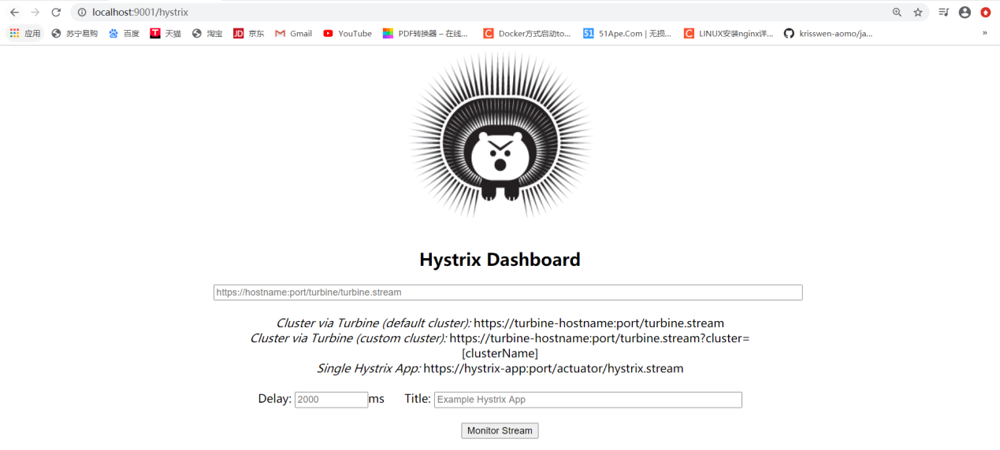 localhost:9001/hystrix
应用 苏宁易购 百度 T 天猫 淘宝 JD 京东 Gmail YouTube PDF转换器 – 在线... C Docker方式启动to... 51 51Ape.Com | 无损... C LINUX安装nginx详... krisswen-aomo/ja... »
Hystrix Dashboard
https://hostname:port/turbine/turbine.stream
Cluster via Turbine (default cluster): https://turbine-hostname:port/turbine.stream
Cluster via Turbine (custom cluster): https://turbine-hostname:port/turbine.stream?cluster=
[clusterName]
Single Hystrix App: https://hystrix-app:port/actuator/hystrix.stream
Delay: 2000 ms Title: Example Hystrix App
Monitor Stream